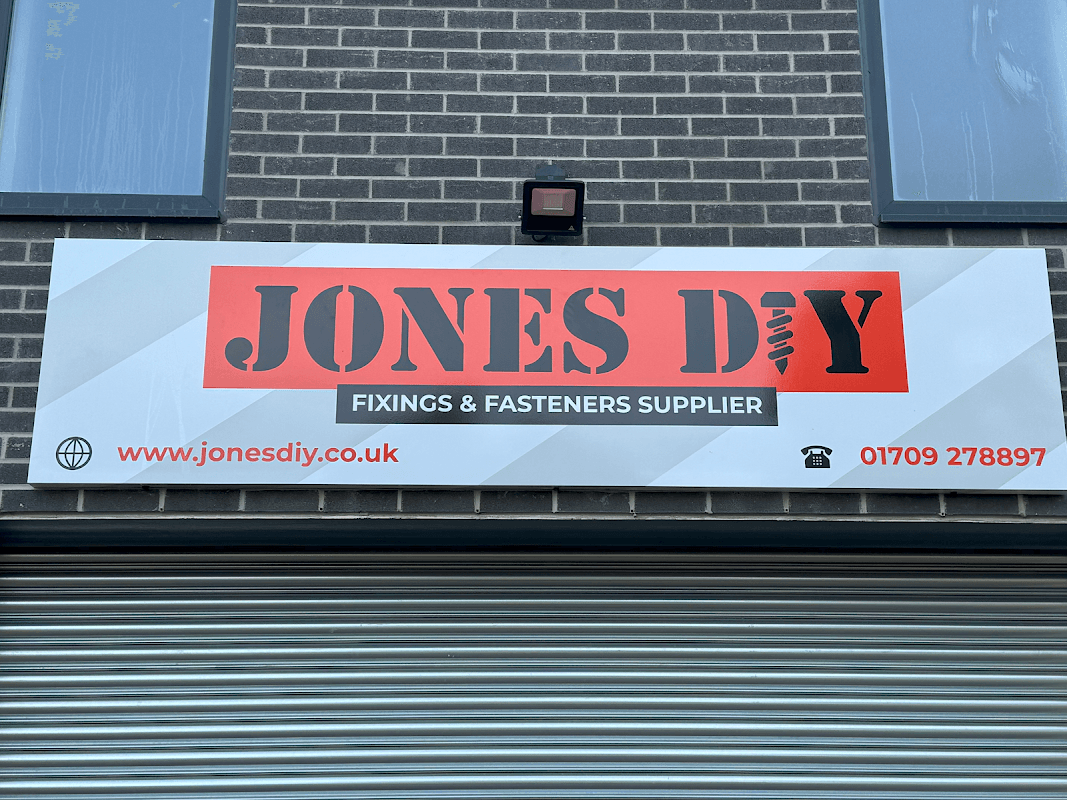 JONES DIY
FIXINGS & FASTENERS SUPPLIER
www.jonesdiy.co.uk
01709 278897